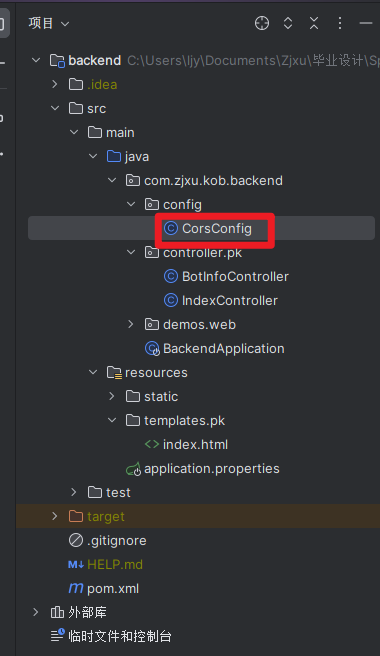 项目
backend C:\Users\ljy\Documents\Zjxu\毕业设计\Sp
.idea
src
main
java
com.zjxu.kob.backend
config
CorsConfig
controller.pk
BotInfoController
IndexController
demos.web
BackendApplication
resources
static
templates.pk
index.html
application.properties
test
target
.gitignore
HELP.md
pom.xml
外部库
临时文件和控制台